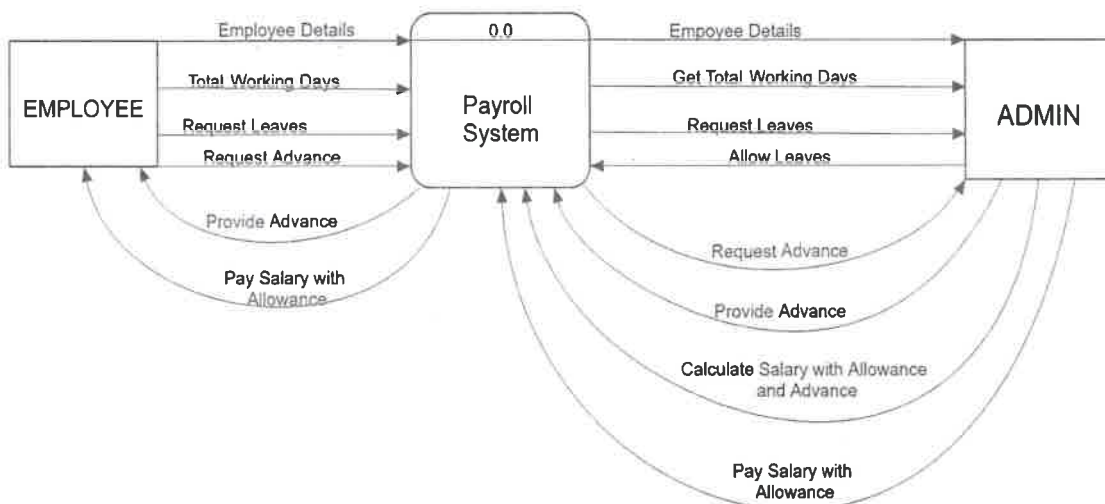 Employee Details
0.0
Empoyee Details
Total Working Days
Get Total Working Days
EMPLOYEE
Payroll
System
ADMIN
Request Leaves
Request Leaves
Request Advance
Allow Leaves
Provide Advance
Request Advance
Pay Salary with
Allowance
Provide Advance
Calculate Salary with Allowance
and Advance
Pay Salary with
Allowance